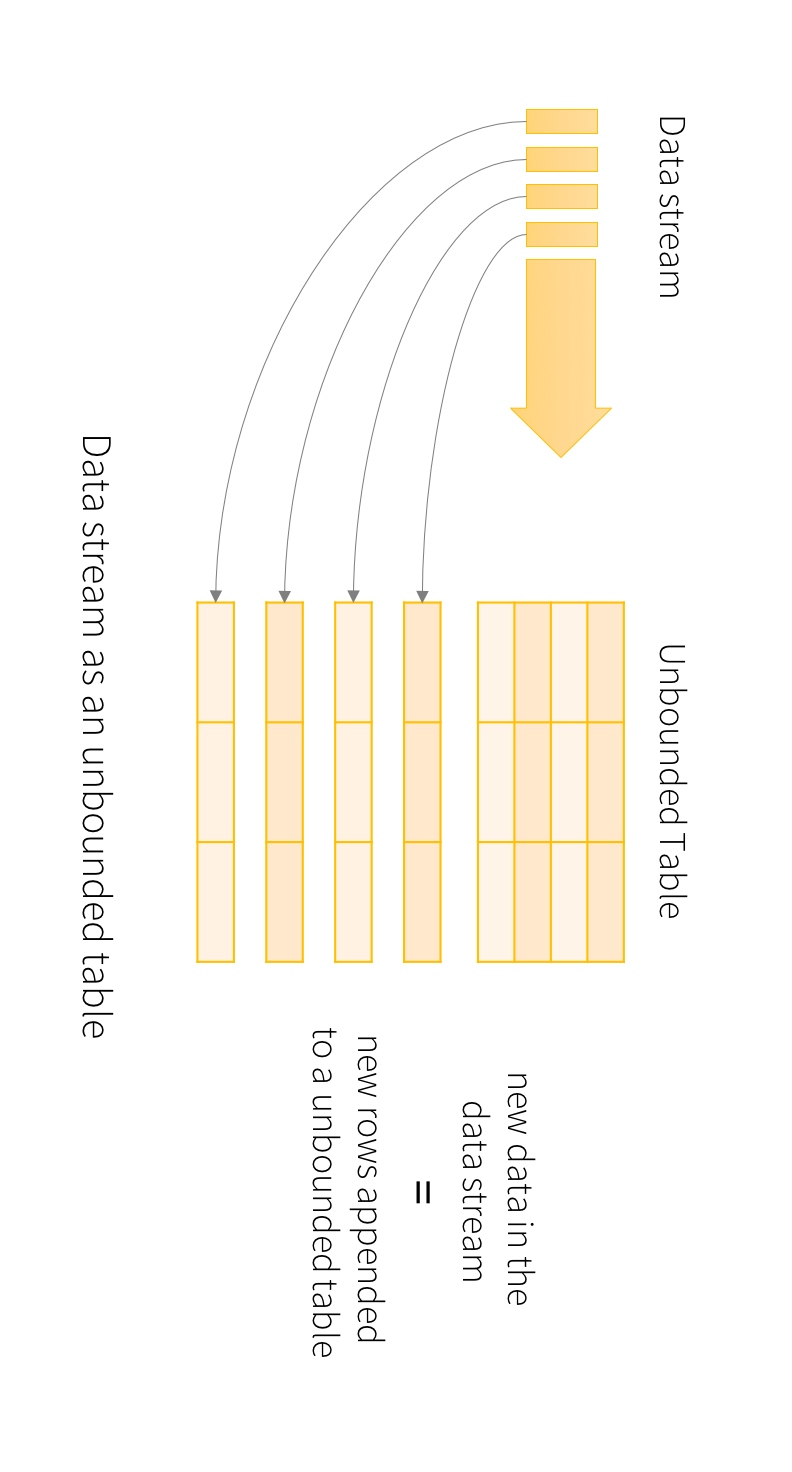 Data stream
Unbounded Table
new data in the
data stream
=
new rows appended
to a unbounded table
Data stream as an unbounded table